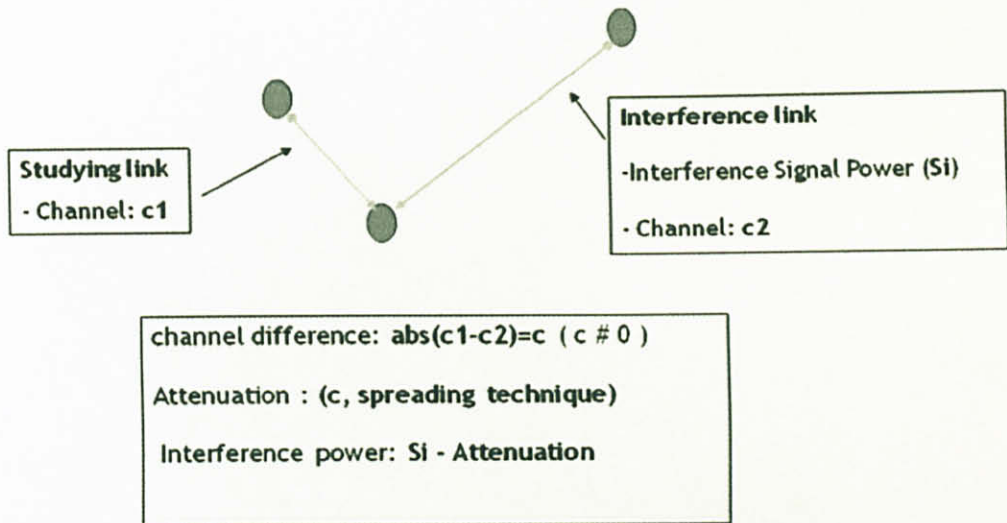 Studying link
- Channel: c1
Interference link
-Interference Signal Power (Si)
- Channel: c2
channel difference: abs(c1-c2)=c ( c # 0 )
Attenuation : (c, spreading technique)
Interference power: Si - Attenuation